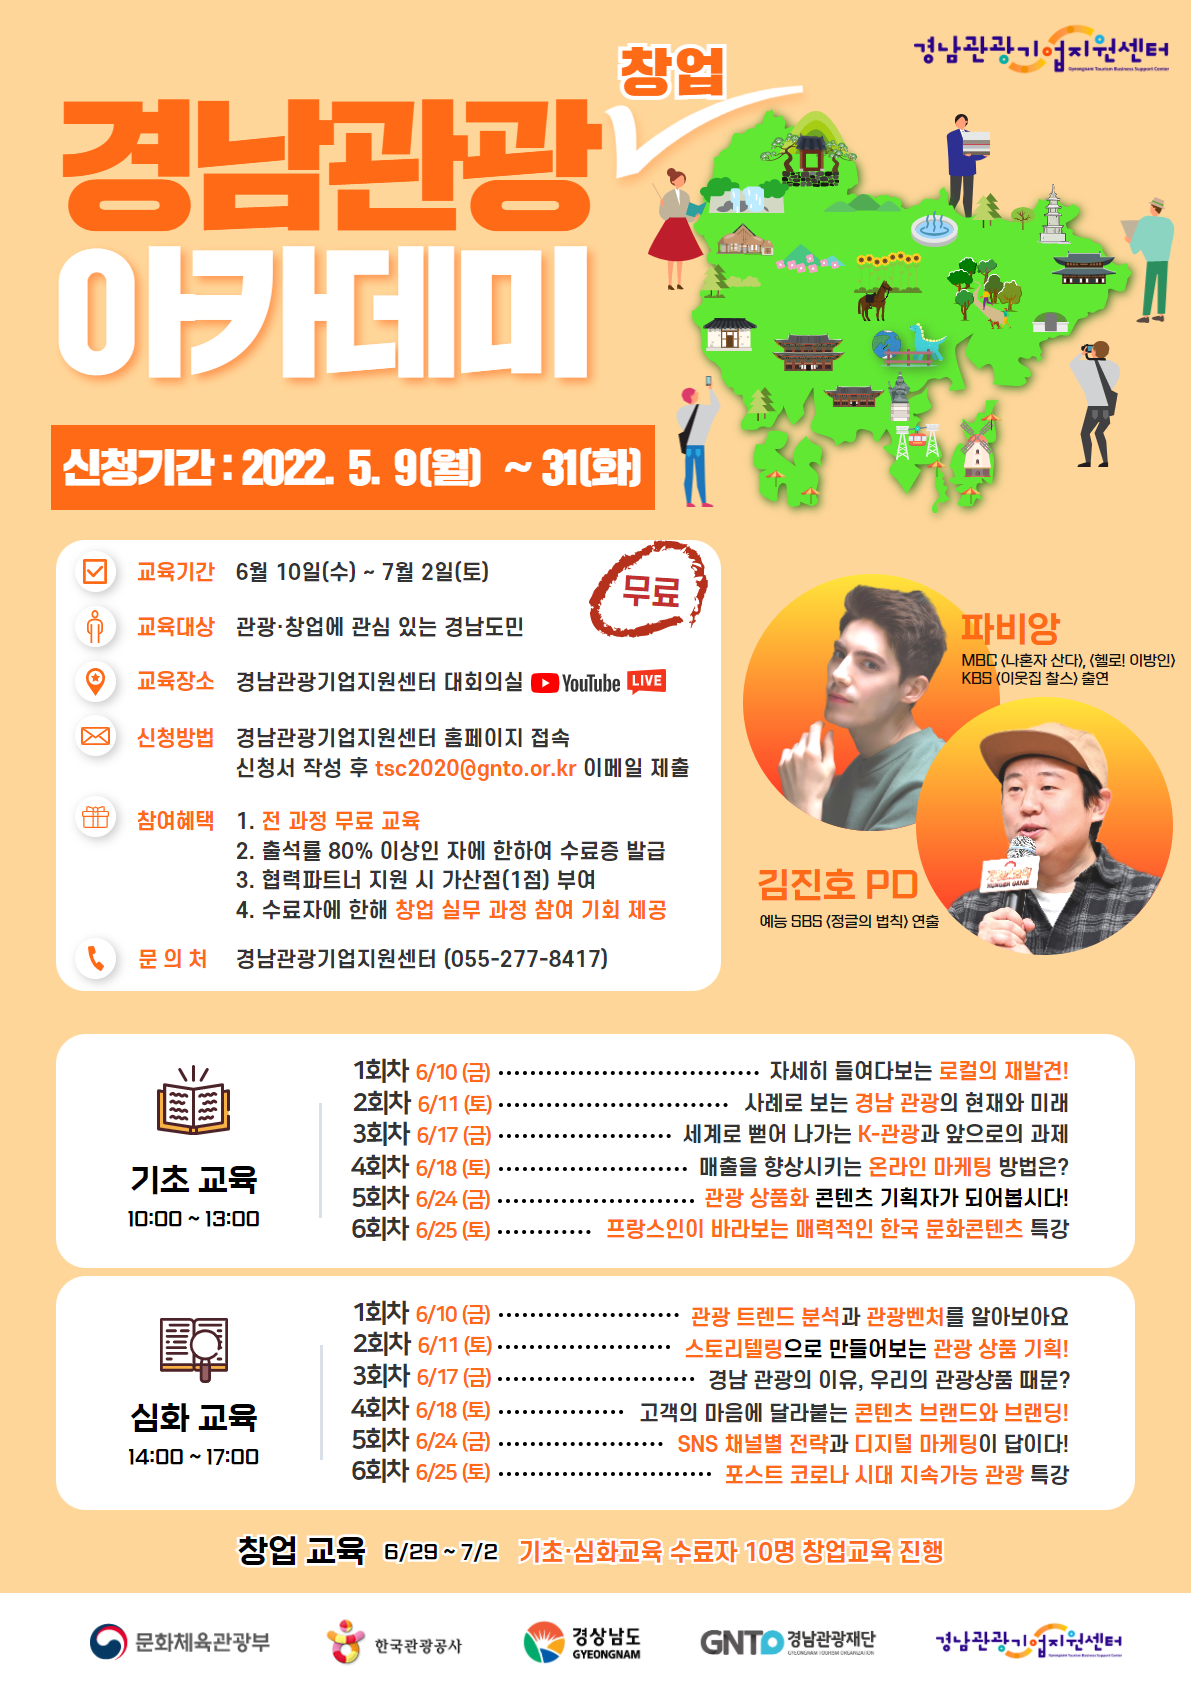 경남관광기업지원센터
Gyeongnam Tourism Business Support Center
창업
경남관광
아카데미
신청기간 : 2022. 5. 9(월) ~ 31(화)
교육기간 6월 10일(수) ~ 7월 2일(토)
무료
교육대상 관광·창업에 관심 있는 경남도민
교육장소 경남관광기업지원센터 대회의실 YouTube LIVE
신청방법 경남관광기업지원센터 홈페이지 접속
신청서 작성 후 tsc2020@gnto.or.kr 이메일 제출
참여혜택 1. 전 과정 무료 교육
2. 출석률 80% 이상인 자에 한하여 수료증 발급
3. 협력파트너 지원 시 가산점(1점) 부여
4. 수료자에 한해 창업 실무 과정 참여 기회 제공
문 의 처 경남관광기업지원센터 (055-277-8417)
파비앙
MBC <나혼자 산다>, <헬로! 이방인>
KBS <이웃집 찰스> 출연
김진호 PD
예능 SBS <정글의 법칙> 연출
HUNGER GAME
기초 교육
10:00 ~ 13:00
1회차 6/10 (금) 자세히 들여다보는 로컬의 재발견!
2회차 6/11 (토) 사례로 보는 경남 관광의 현재와 미래
3회차 6/17 (금) 세계로 뻗어 나가는 K-관광과 앞으로의 과제
4회차 6/18 (토) 매출을 향상시키는 온라인 마케팅 방법은?
5회차 6/24 (금) 관광 상품화 콘텐츠 기획자가 되어봅시다!
6회차 6/25 (토) 프랑스인이 바라보는 매력적인 한국 문화콘텐츠 특강
심화 교육
14:00 ~ 17:00
1회차 6/10 (금) 관광 트렌드 분석과 관광벤처를 알아보아요
2회차 6/11 (토) 스토리텔링으로 만들어보는 관광 상품 기획!
3회차 6/17 (금) 경남 관광의 이유, 우리의 관광상품 때문?
4회차 6/18 (토) 고객의 마음에 달라붙는 콘텐츠 브랜드와 브랜딩!
5회차 6/24 (금) SNS 채널별 전략과 디지털 마케팅이 답이다!
6회차 6/25 (토) 포스트 코로나 시대 지속가능 관광 특강
창업 교육 6/29 ~ 7/2 기초·심화교육 수료자 10명 창업교육 진행
문화체육관광부
한국관광공사
경상남도
GYEONGNAM
GNTO 경남관광재단
GYEONGNAM TOURISM ORGANIZATION
경남관광기업지원센터
Gyeongnam Tourism Business Support Center